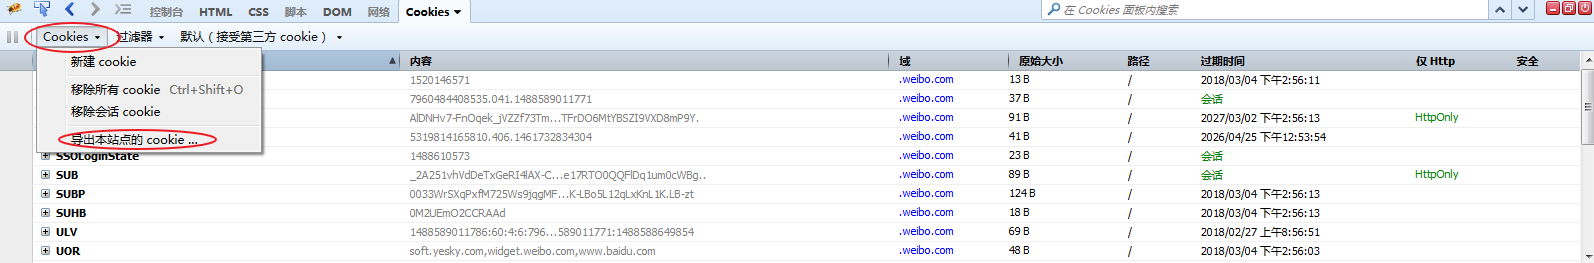 控制台 HTML CSS 脚本 DOM 网络 Cookies 在 Cookies 面板内搜索
Cookies 过滤器 默认（接受第三方 cookie）
内容 域 原始大小 路径 过期时间 仅 Http 安全
新建 cookie
移除所有 cookie Ctrl+Shift+O
移除会话 cookie
导出本站点的 cookie ...
1520146571 .weibo.com 13 B / 2018/03/04 下午2:56:11
7960484408535.041.1488589011771 .weibo.com 37 B / 会话
AlDNHv7-FnOqek_jVZZf73Tm...TFrDO6MtYBSZI9VXD8mP9Y. .weibo.com 91 B / 2027/03/02 下午2:56:13 HttpOnly
5319814165810.406.1461732834304 .weibo.com 41 B / 2026/04/25 下午12:53:54
SSOLoginState 1488610573 .weibo.com 23 B / 会话
SUB _2A251vhVdDeTxGeRI4lAX-C...e17RTO0QQFlDq1um0cWBg.. .weibo.com 89 B / 会话 HttpOnly
SUBP 0033WrSXqPxfM725Ws9jqgMF...K-LBo5L12qLxKnL1K.LB-zt .weibo.com 124 B / 2018/03/04 下午2:56:13
SUHB 0M2UEmO2CCRAAd .weibo.com 18 B / 2018/03/04 下午2:56:13
ULV 1488589011786:60:4:6:796...589011771:1488588649854 .weibo.com 69 B / 2018/02/27 上午8:56:51
UOR soft.yesky.com,widget.weibo.com,www.baidu.com .weibo.com 48 B / 2018/03/04 下午2:56:03